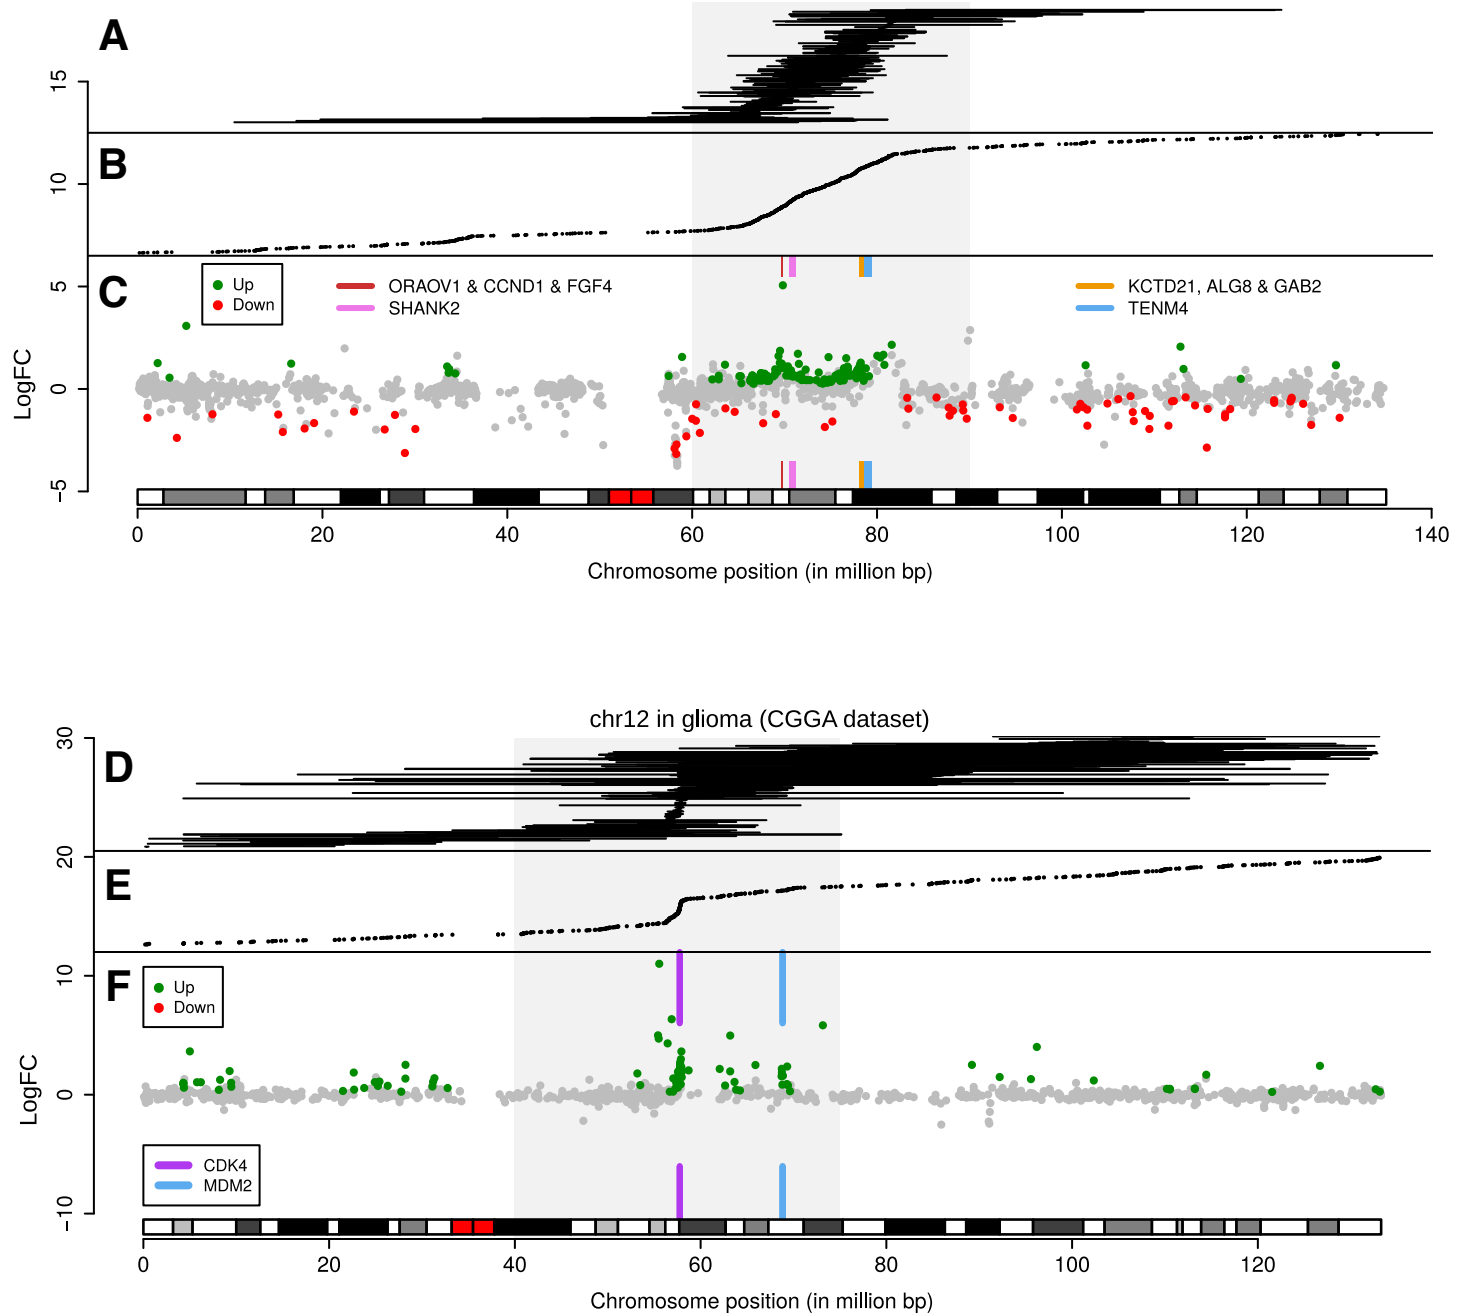 A
15
B
10
C
Up
Down
ORAOV1 & CCND1 & FGF4
SHANK2
KCTD21, ALG8 & GAB2
TENM4
5
0
−5
LogFC
0 20 40 60 80 100 120 140
Chromosome position (in million bp)
chr12 in glioma (CGGA dataset)
30
D
20
E
F
10
Up
Down
0
LogFC
CDK4
MDM2
−10
0 20 40 60 80 100 120
Chromosome position (in million bp)